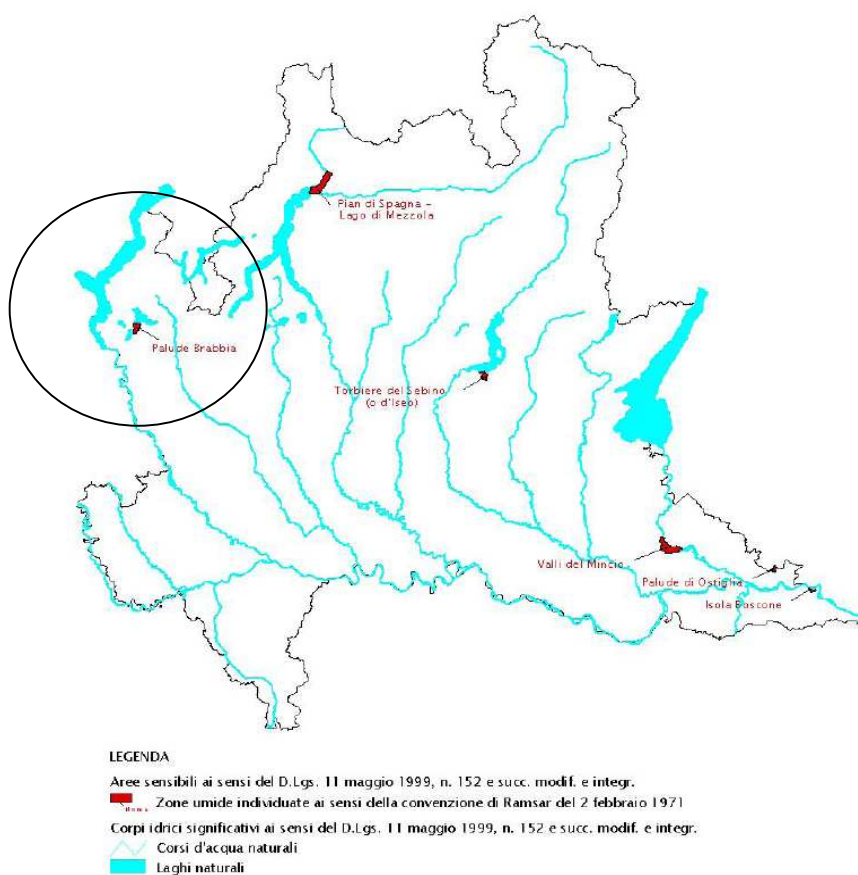 Pian di Spagna -
Lago di Mezzola
Palude Brabbia
Torbiere del Sebino
(o d'Iseo)
Valli del Mincio
Palude di Ostiglia
Isola Boscone
LEGENDA
Aree sensibili ai sensi del D.Lgs. 11 maggio 1999, n. 152 e succ. modif. e integr.
Zone umide individuate ai sensi della convenzione di Ramsar del 2 febbraio 1971
Corpi idrici significativi ai sensi del D.Lgs. 11 maggio 1999, n. 152 e succ. modif. e integr.
Corsi d'acqua naturali
Laghi naturali